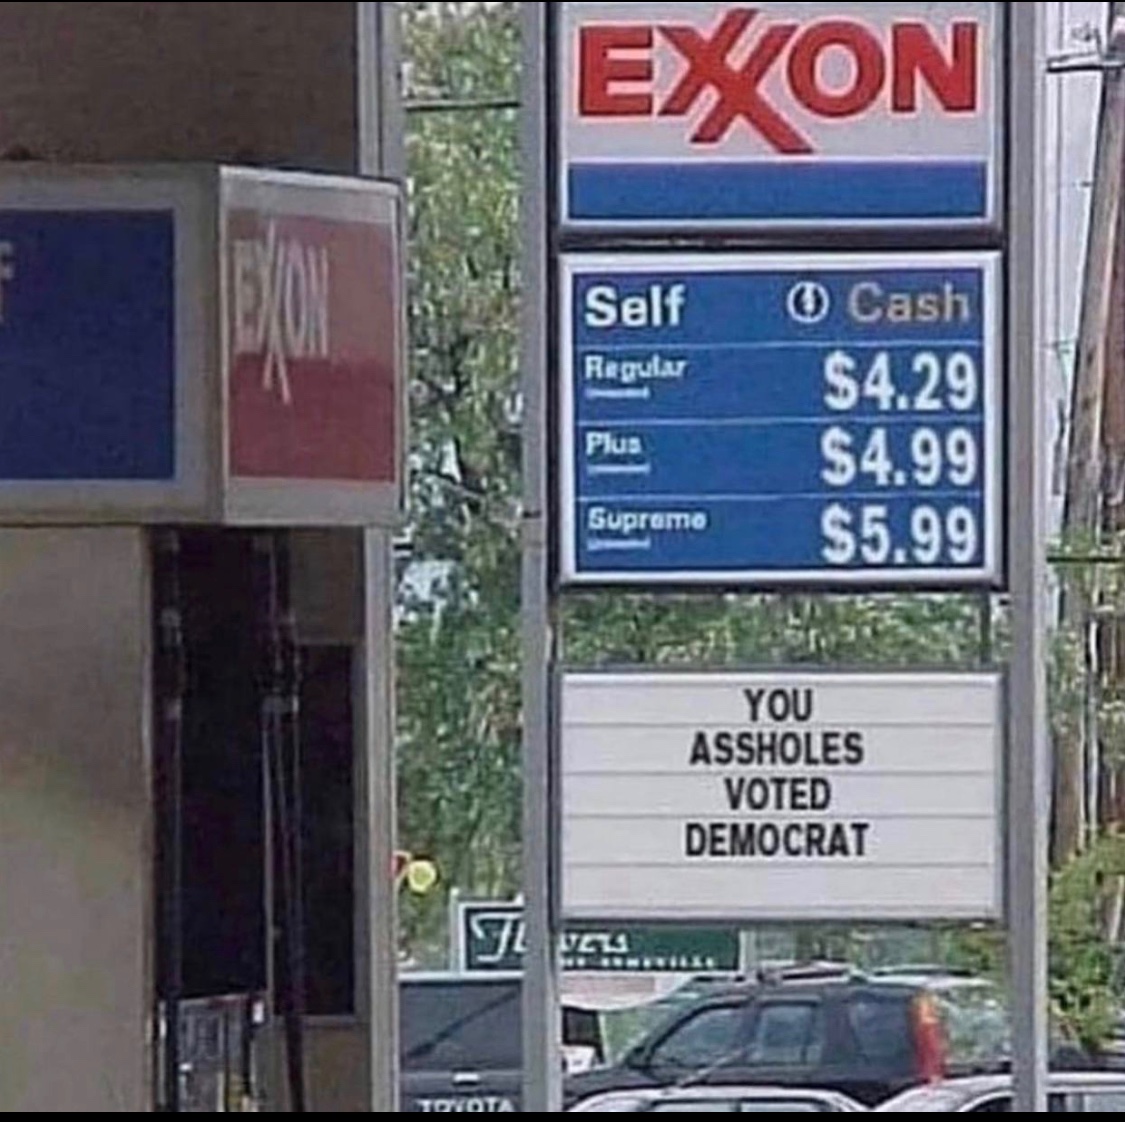 EXXON
Self Cash
Regular $4.29
Plus $4.99
Supreme $5.99
YOU
ASSHOLES
VOTED
DEMOCRAT
EXXON
TOYOTA